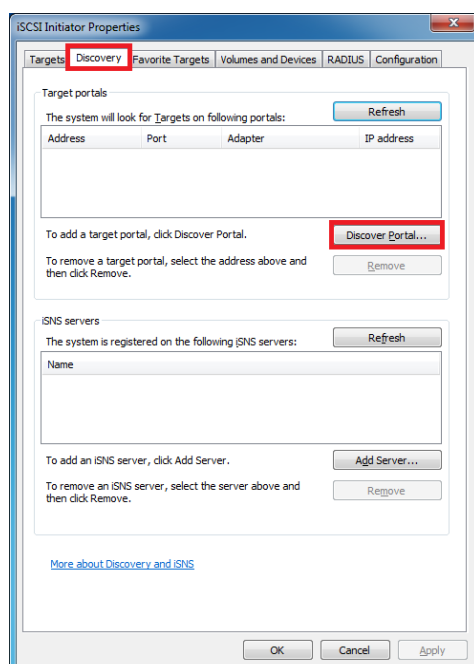 iSCSI Initiator Properties
Targets Discovery Favorite Targets Volumes and Devices RADIUS Configuration
Target portals
The system will look for Targets on following portals:
Refresh
Address Port Adapter IP address
To add a target portal, click Discover Portal.
Discover Portal...
To remove a target portal, select the address above and
then click Remove.
Remove
iSNS servers
The system is registered on the following iSNS servers:
Refresh
Name
To add an iSNS server, click Add Server.
Add Server...
To remove an iSNS server, select the server above and
then click Remove.
Remove
More about Discovery and iSNS
OK Cancel Apply